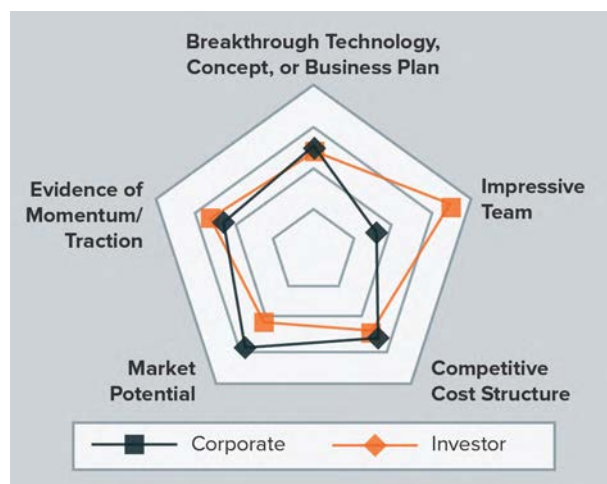 Breakthrough Technology,
Concept, or Business Plan
Evidence of
Momentum/
Traction
Impressive
Team
Market
Potential
Competitive
Cost Structure
Corporate
Investor